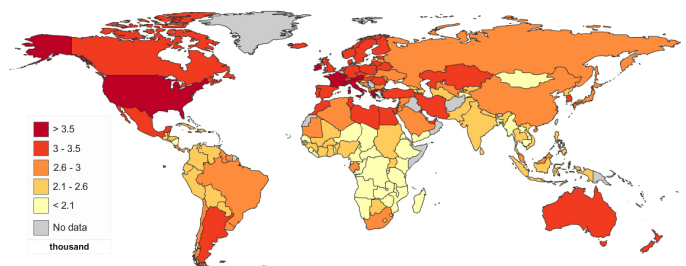 > 3.5
3 - 3.5
2.6 - 3
2.1 - 2.6
< 2.1
No data
thousand